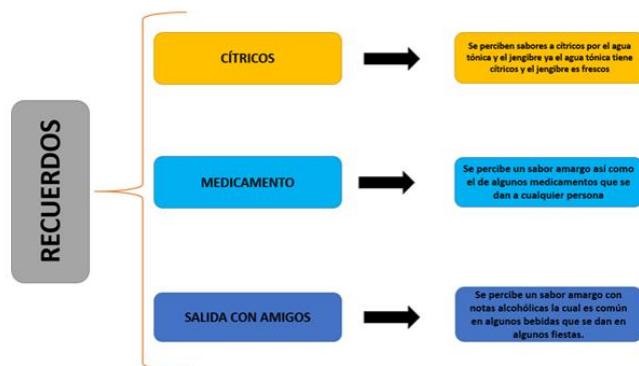 RECUERDOS
CÍTRICOS
Se perciben sabores a cítricos por el agua
tónica y el jengibre ya el agua tónica tiene
cítricos y el jengibre es frescos
MEDICAMENTO
Se percibe un sabor amargo así como
el de algunos medicamentos que se
dan a cualquier persona
SALIDA CON AMIGOS
Se percibe un sabor amargo con
notas alcohólicas la cual es común
en algunos bebidas que se dan en
algunos fiestas.